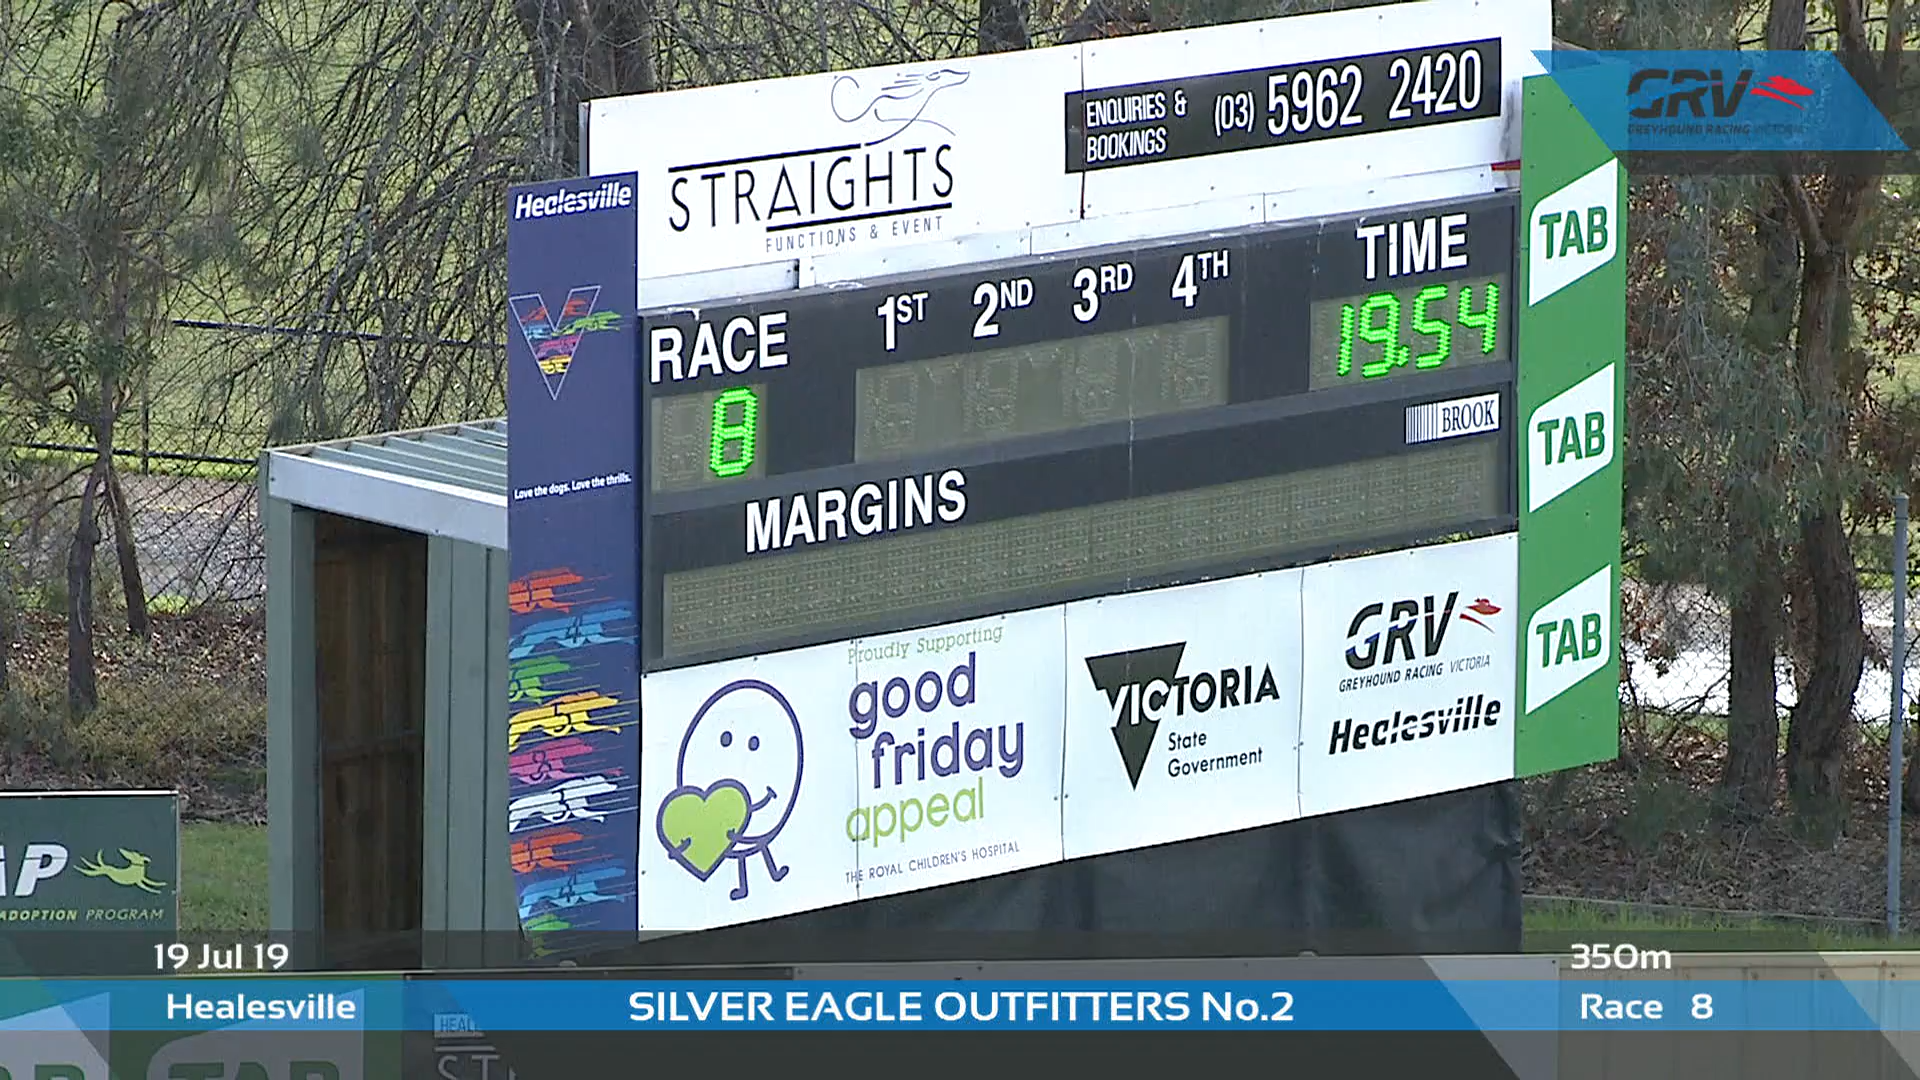 STRAIGHTS
FUNCTIONS & EVENT
ENQUIRIES &
BOOKINGS
(03) 5962 2420
GRV
GREYHOUND RACING VICTORIA
Healesville
Love the dogs. Love the thrills.
RACE
1ST 2ND 3RD 4TH
TIME
8
19.54
BROOK
MARGINS
TAB
TAB
TAB
Proudly Supporting
good
friday
appeal
THE ROYAL CHILDREN'S HOSPITAL
VICTORIA
State
Government
GRV
GREYHOUND RACING VICTORIA
Healesville
AP
ADOPTION PROGRAM
19 Jul 19
350m
Healesville
SILVER EAGLE OUTFITTERS No.2
Race 8
TAB